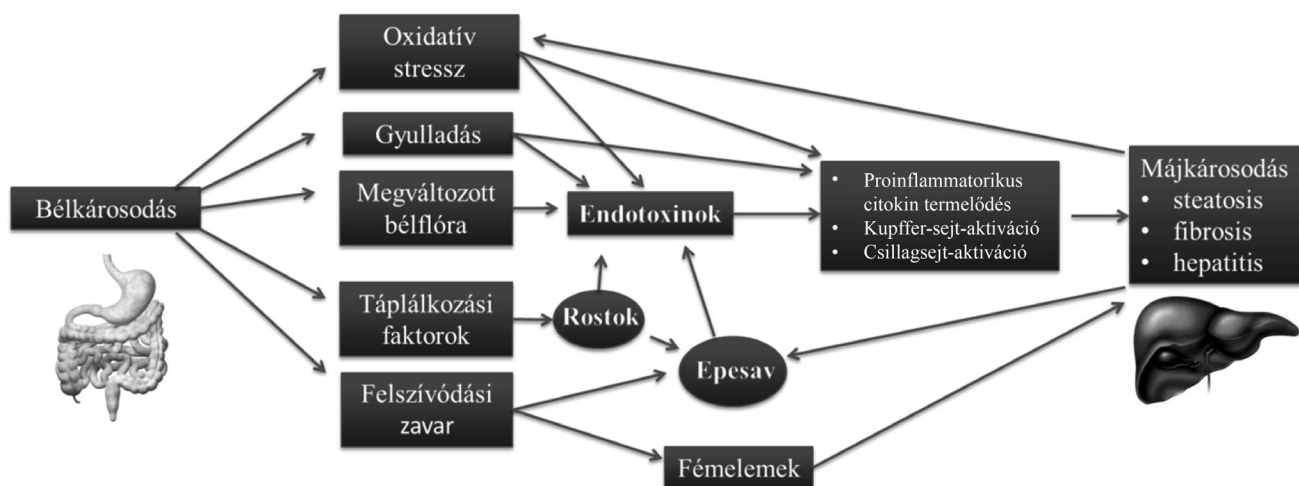 Bélkárosodás
Oxidatív
stressz
Gyulladás
Megváltozott
bélflóra
Táplálkozási
faktorok
Felszívódási
zavar
Endotoxinok
Rostok
Epesav
Fémelemek
• Proinflammatorikus
citokin termelődés
• Kupffer-sejt-aktiváció
• Csillagsejt-aktiváció
Májkárosodás
• steatosis
• fibrosis
• hepatitis